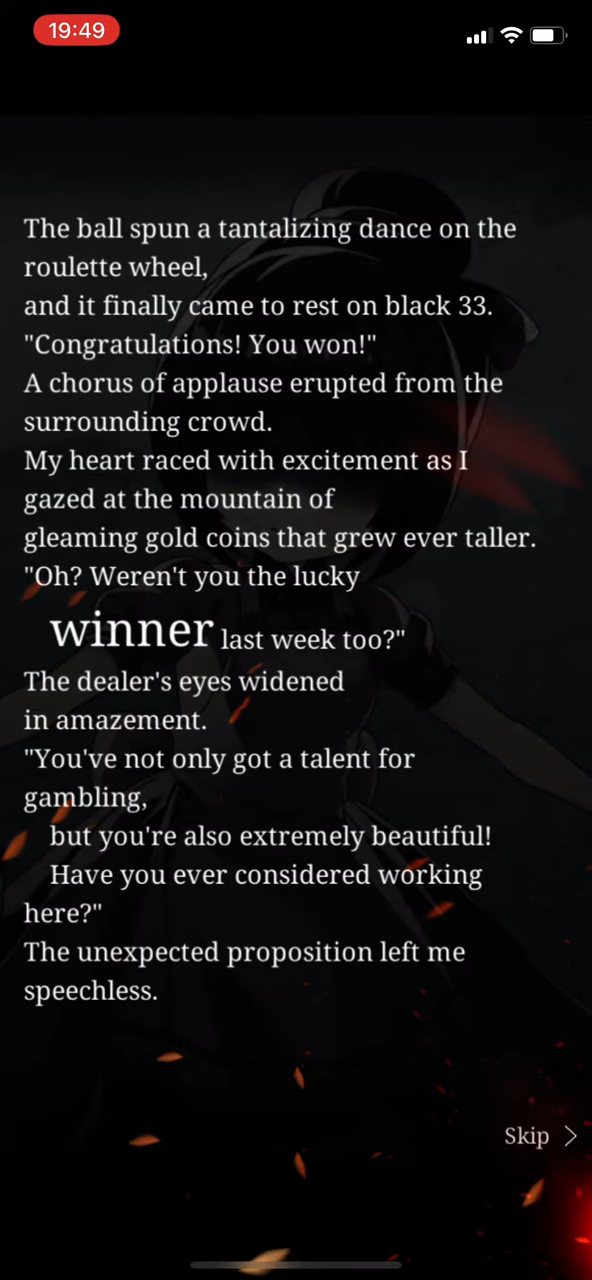 19:49
The ball spun a tantalizing dance on the
roulette wheel,
and it finally came to rest on black 33.
"Congratulations! You won!"
A chorus of applause erupted from the
surrounding crowd.
My heart raced with excitement as I
gazed at the mountain of
gleaming gold coins that grew ever taller.
"Oh? Weren't you the lucky
winner last week too?"
The dealer's eyes widened
in amazement.
"You've not only got a talent for
gambling,
but you're also extremely beautiful!
Have you ever considered working
here?"
The unexpected proposition left me
speechless.
Skip